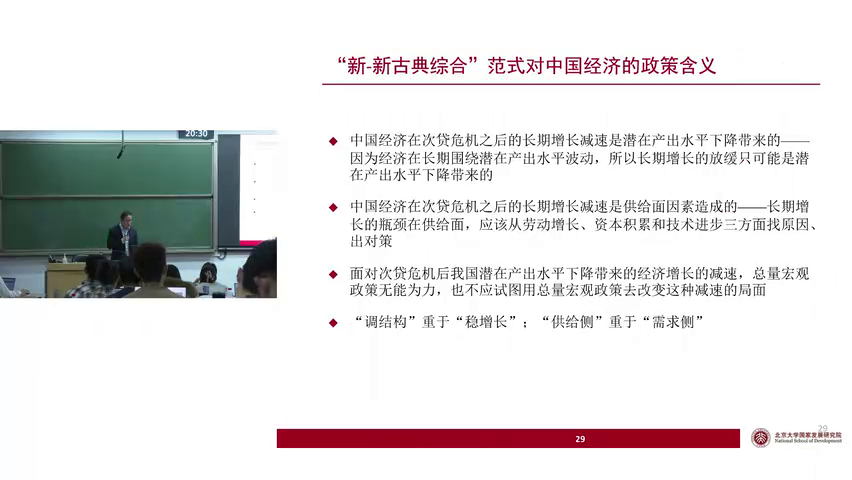 “新-新古典综合”范式对中国经济的政策含义
20:30
中国经济在次贷危机之后的长期增长减速是潜在产出水平下降带来的——
因为经济在长期围绕潜在产出水平波动，所以长期增长的放缓只可能是潜
在产出水平下降带来的
中国经济在次贷危机之后的长期增长减速是供给面因素造成的——长期增
长的瓶颈在供给面，应该从劳动增长、资本积累和技术进步三方面找原因、
出对策
面对次贷危机后我国潜在产出水平下降带来的经济增长的减速，总量宏观
政策无能为力，也不应试图用总量宏观政策去改变这种减速的局面
“调结构”重于“稳增长”；“供给侧”重于“需求侧”
29
29
北京大学国家发展研究院
National School of Development